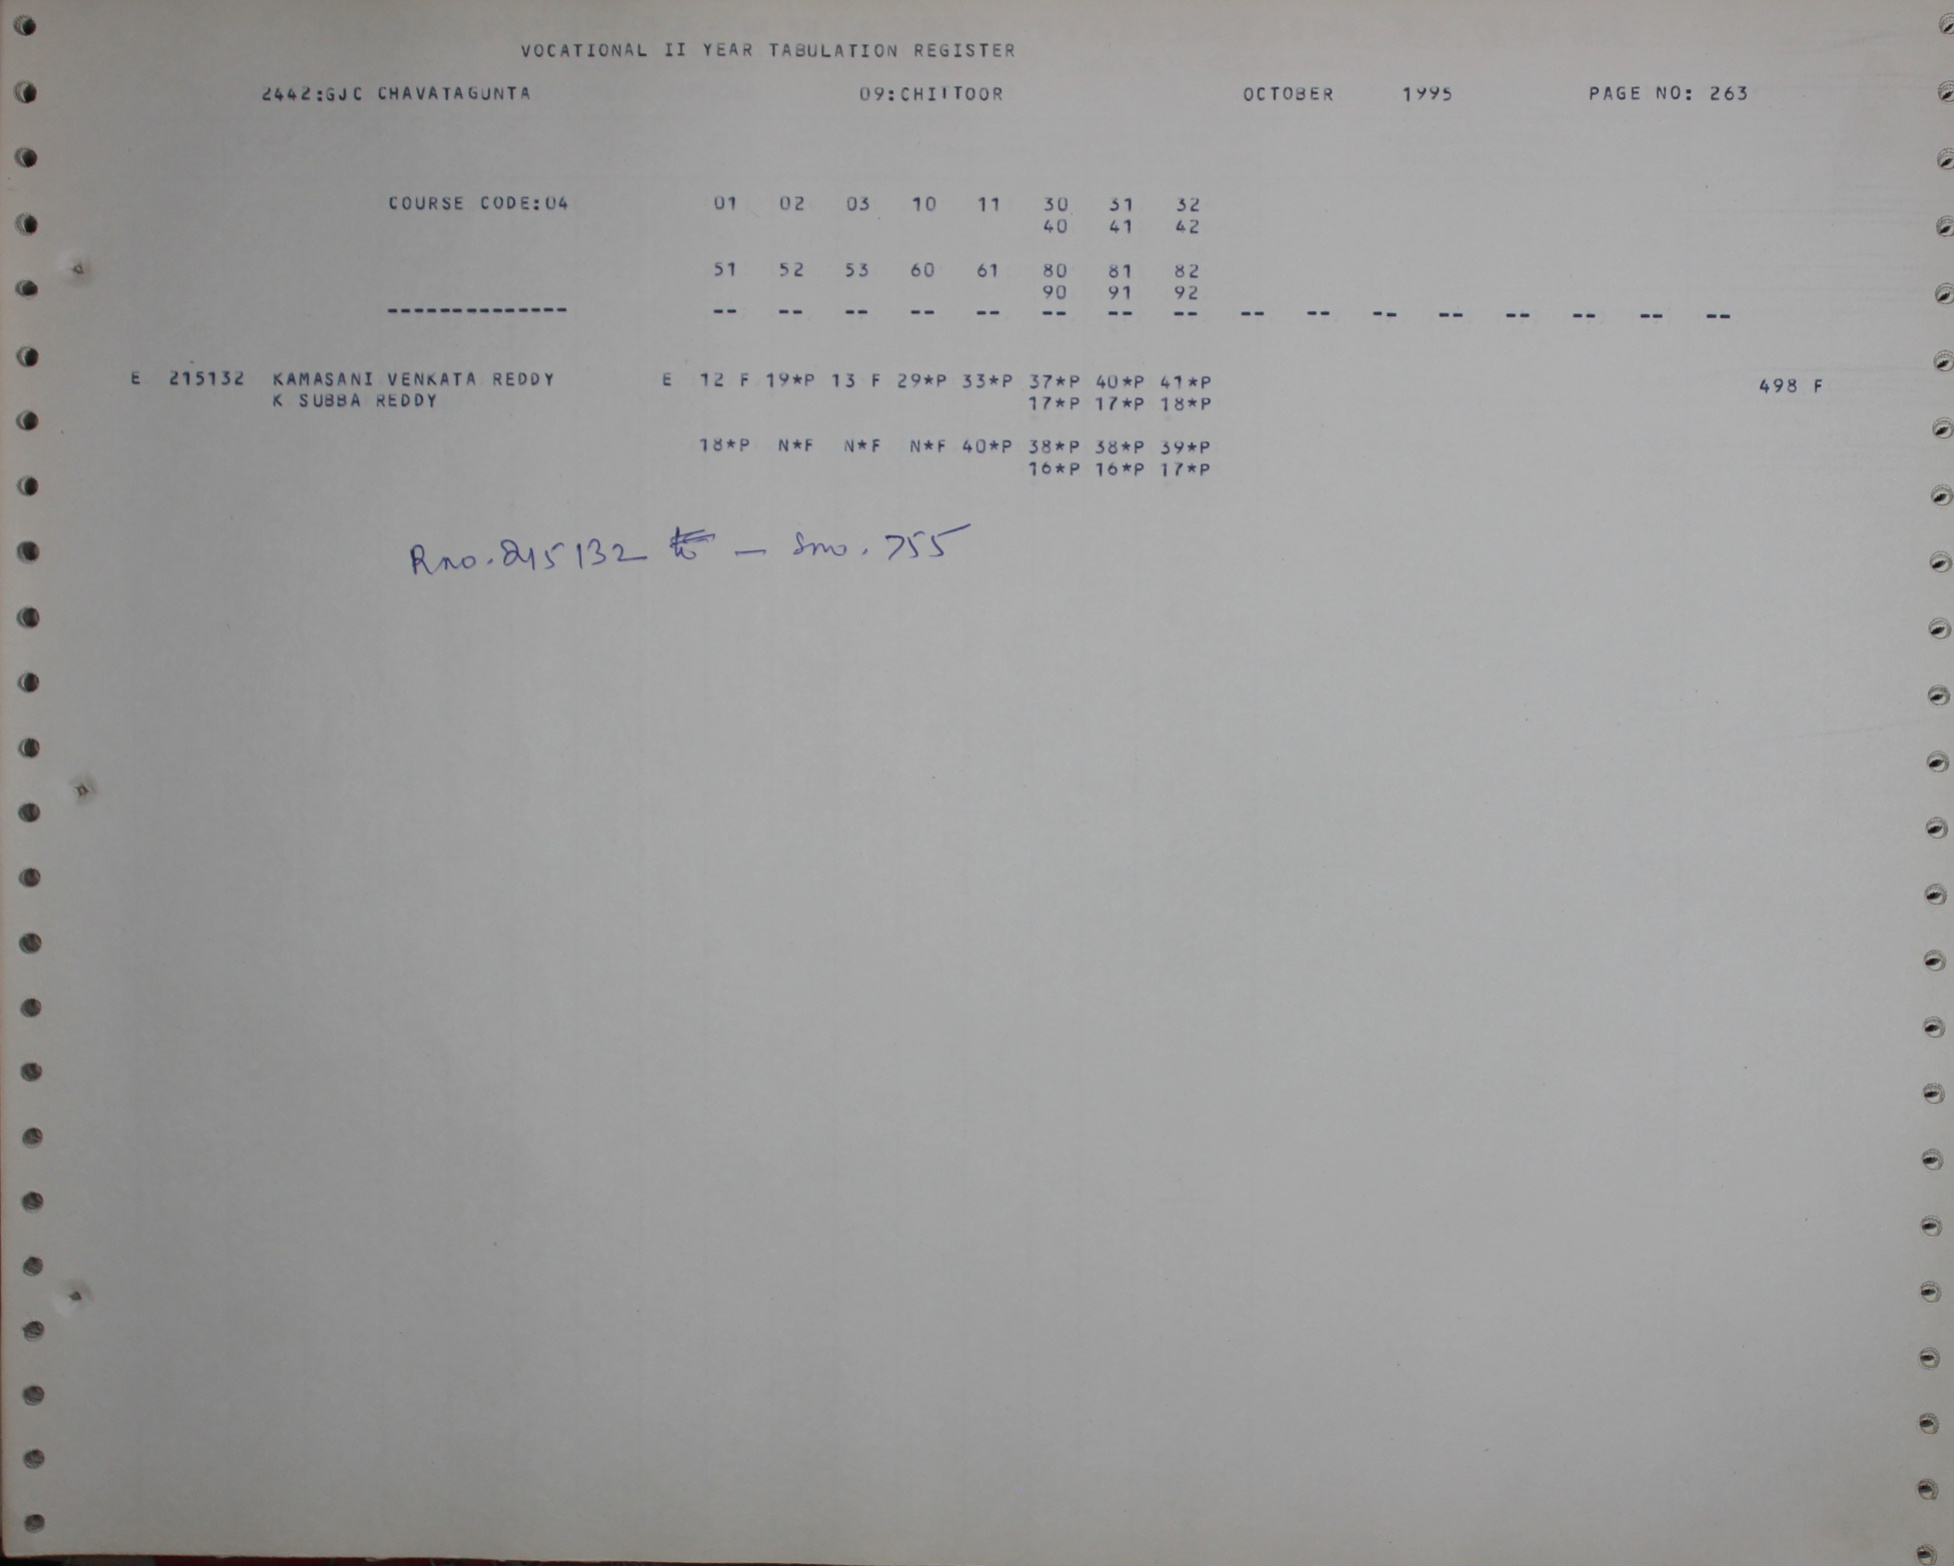 VOCATIONAL II YEAR TABULATION REGISTER
2442:GJC CHAVATAGUNTA 09:CHITTOOR OCTOBER 1995 PAGE NO: 263
COURSE CODE:04 01 02 03 10 11 30 31 32
40 41 42
51 52 53 60 61 80 81 82
90 91 92
-------------- -- -- -- -- -- -- -- -- -- -- -- -- -- -- -- --
E 215132 KAMASANI VENKATA REDDY E 12 F 19*P 13 F 29*P 33*P 37*P 40*P 41*P 498 F
K SUBBA REDDY 17*P 17*P 18*P
18*P N*F N*F N*F 40*P 38*P 38*P 39*P
16*P 16*P 17*P
Rno. 215132 — Sno. 755